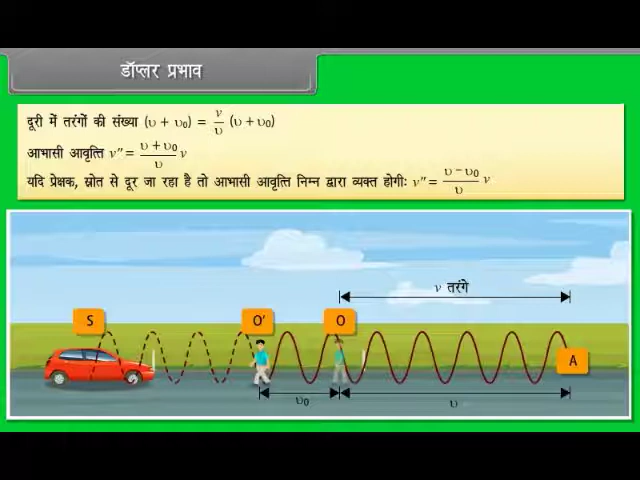 डॉप्लर प्रभाव
दूरी में तरंगों की संख्या (υ + υ₀) = ν/υ (υ + υ₀)
आभासी आवृत्ति ν″ = (υ + υ₀)/υ ν
यदि प्रेक्षक, स्रोत से दूर जा रहा है तो आभासी आवृत्ति निम्न द्वारा व्यक्त होगीः ν″ = (υ − υ₀)/υ ν
ν तरंगे
S O′ O
A
υ₀ υ